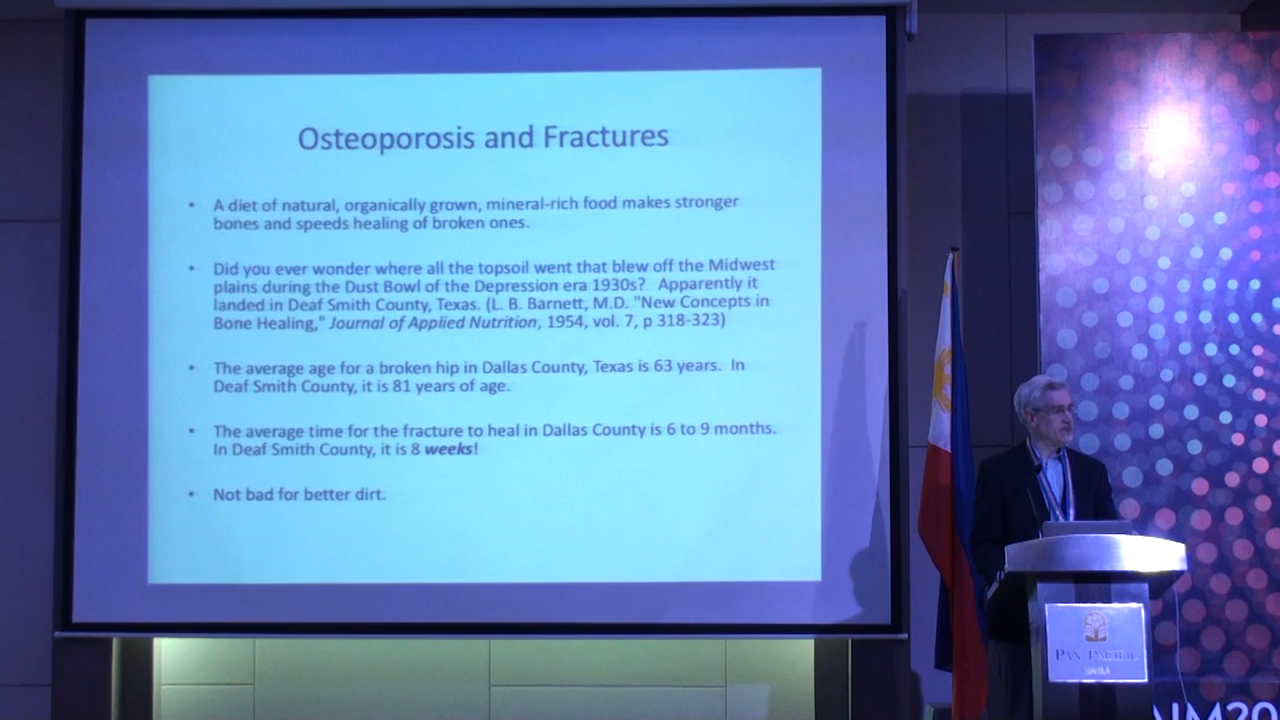 Osteoporosis and Fractures
• A diet of natural, organically grown, mineral-rich food makes stronger
bones and speeds healing of broken ones.
• Did you ever wonder where all the topsoil went that blew off the Midwest
plains during the Dust Bowl of the Depression era 1930s? Apparently it
landed in Deaf Smith County, Texas. (L. B. Barnett, M.D. "New Concepts in
Bone Healing," Journal of Applied Nutrition, 1954, vol. 7, p 318-323)
• The average age for a broken hip in Dallas County, Texas is 63 years. In
Deaf Smith County, it is 81 years of age.
• The average time for the fracture to heal in Dallas County is 6 to 9 months.
In Deaf Smith County, it is 8 weeks!
• Not bad for better dirt.
PAN PACIFIC
MANILA